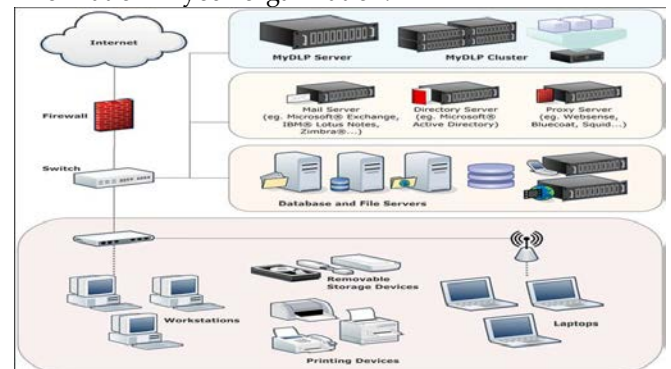 Internet
MyDLP Server
MyDLP Cluster
Firewall
Mail Server
(eg. Microsoft® Exchange,
IBM® Lotus Notes,
Zimbra®...)
Directory Server
(eg. Microsoft®
Active Directory)
Proxy Server
(eg. Websense,
Bluecoat, Squid...)
Switch
Database and File Servers
Removable
Storage Devices
Workstations
Laptops
Printing Devices